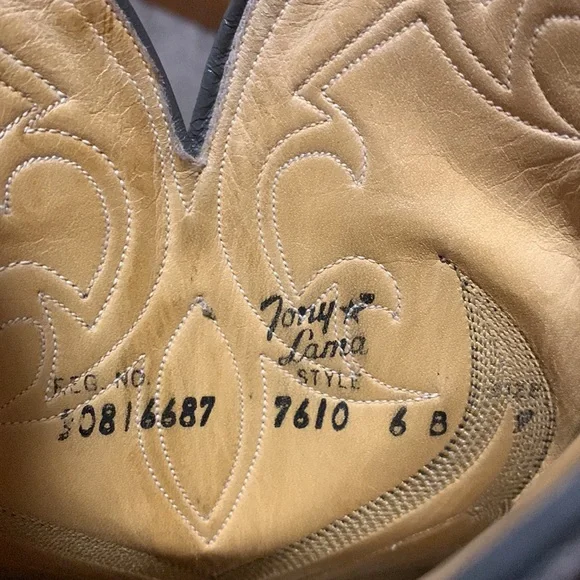 Tony
Lama
REG. NO. STYLE
30816687 7610 6 B F